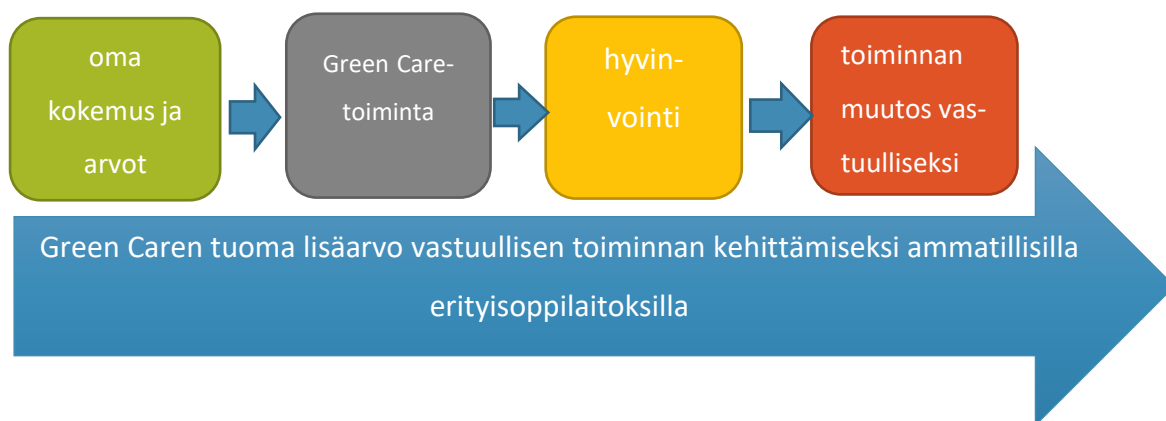 oma
kokemus ja
arvot
Green Care-
toiminta
hyvin-
vointi
toiminnan
muutos vas-
tuulliseksi
Green Caren tuoma lisäarvo vastuullisen toiminnan kehittämiseksi ammatillisilla
erityisoppilaitoksilla